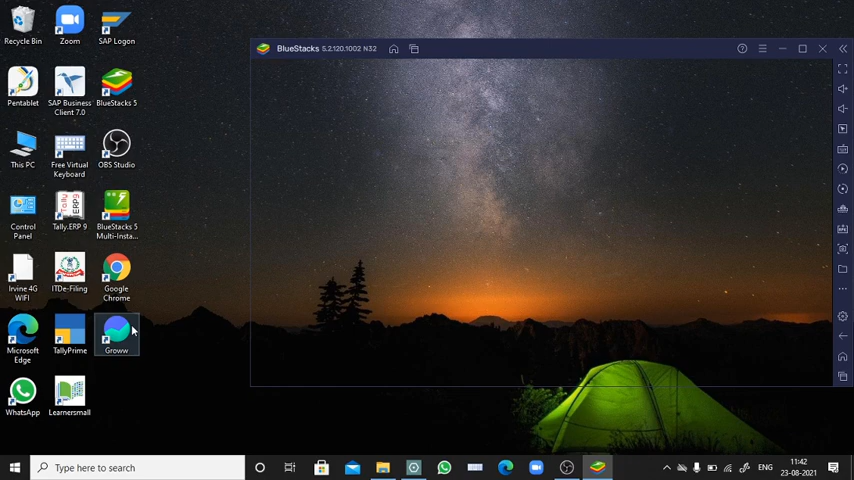 Recycle Bin
Zoom
SAP Logon
Pentablet
SAP Business
Client 7.0
BlueStacks 5
This PC
Free Virtual
Keyboard
OBS Studio
Control
Panel
Tally.ERP 9
BlueStacks 5
Multi-Insta...
Irvine 4G
WIFI
ITDe-Filing
Google
Chrome
Microsoft
Edge
TallyPrime
Groww
WhatsApp
Learnersmall
BlueStacks 5.2.120.1002 N32
Type here to search
ENG
11:42
23-08-2021